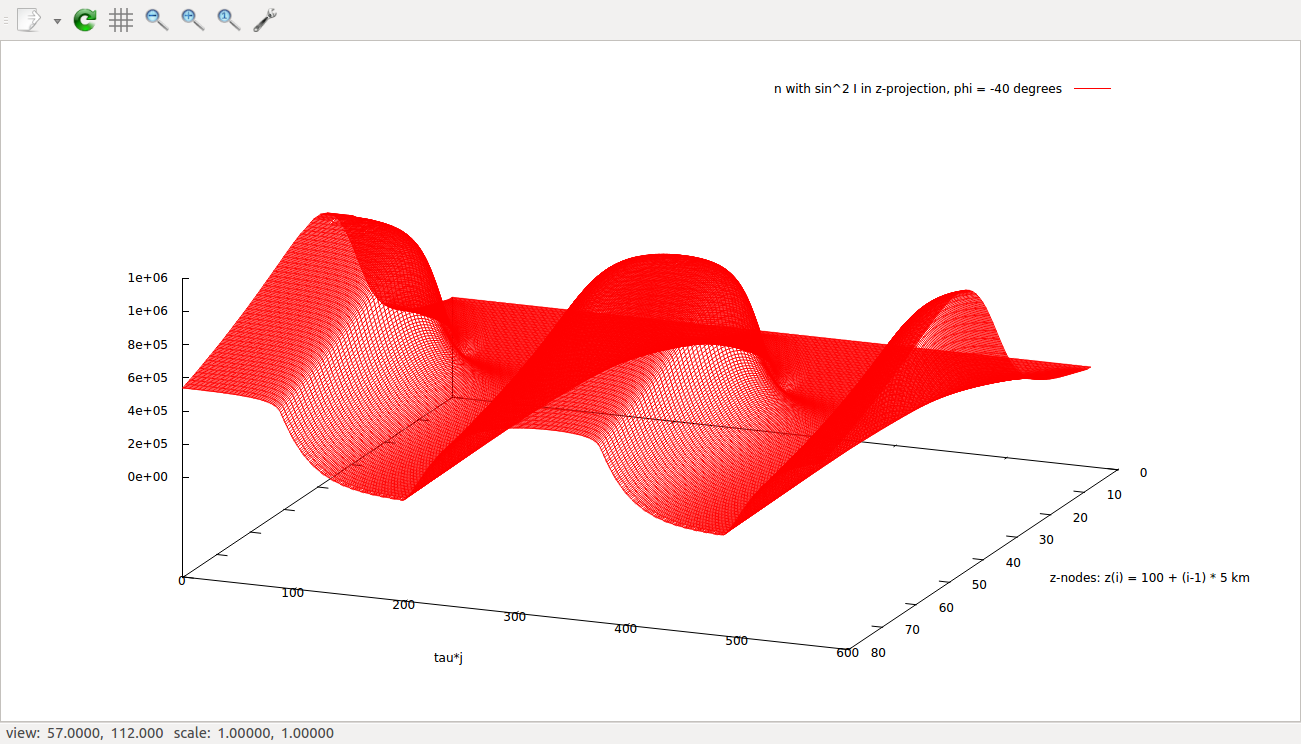 n with sin^2 I in z-projection, phi = -40 degrees
1e+06
1e+06
8e+05
6e+05
4e+05
2e+05
0e+00
0
100
200
300
400
500
600
0
10
20
30
40
50
60
70
80
z-nodes: z(i) = 100 + (i-1) * 5 km
tau*j
view: 57.0000, 112.000 scale: 1.00000, 1.00000